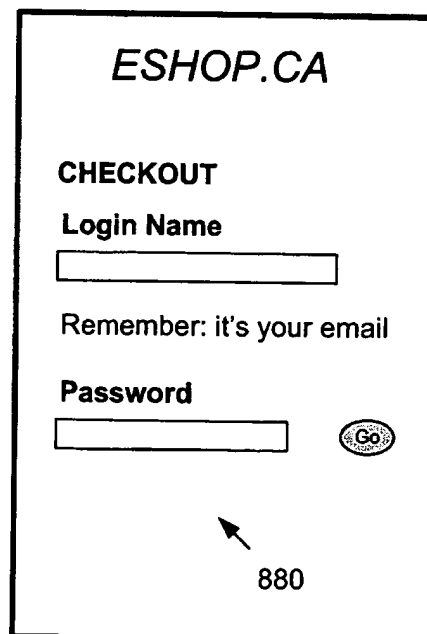 ESHOP.CA
CHECKOUT
Login Name
Remember: it's your email
Password
Go
880